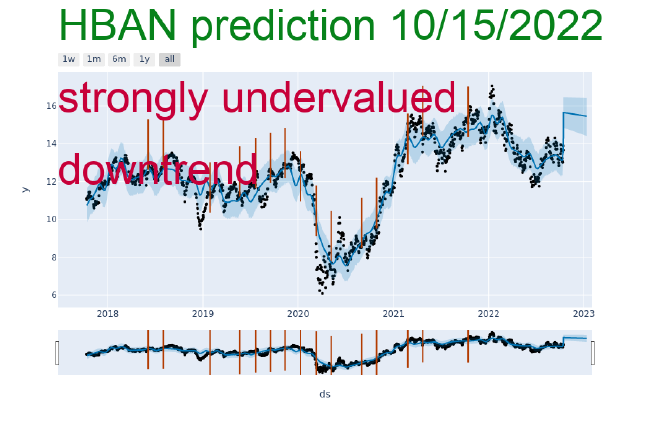 HBAN prediction 10/15/2022
1w 1m 6m 1y all
strongly undervalued
downtrend
16
14
12
10
8
6
y
2018 2019 2020 2021 2022 2023
ds